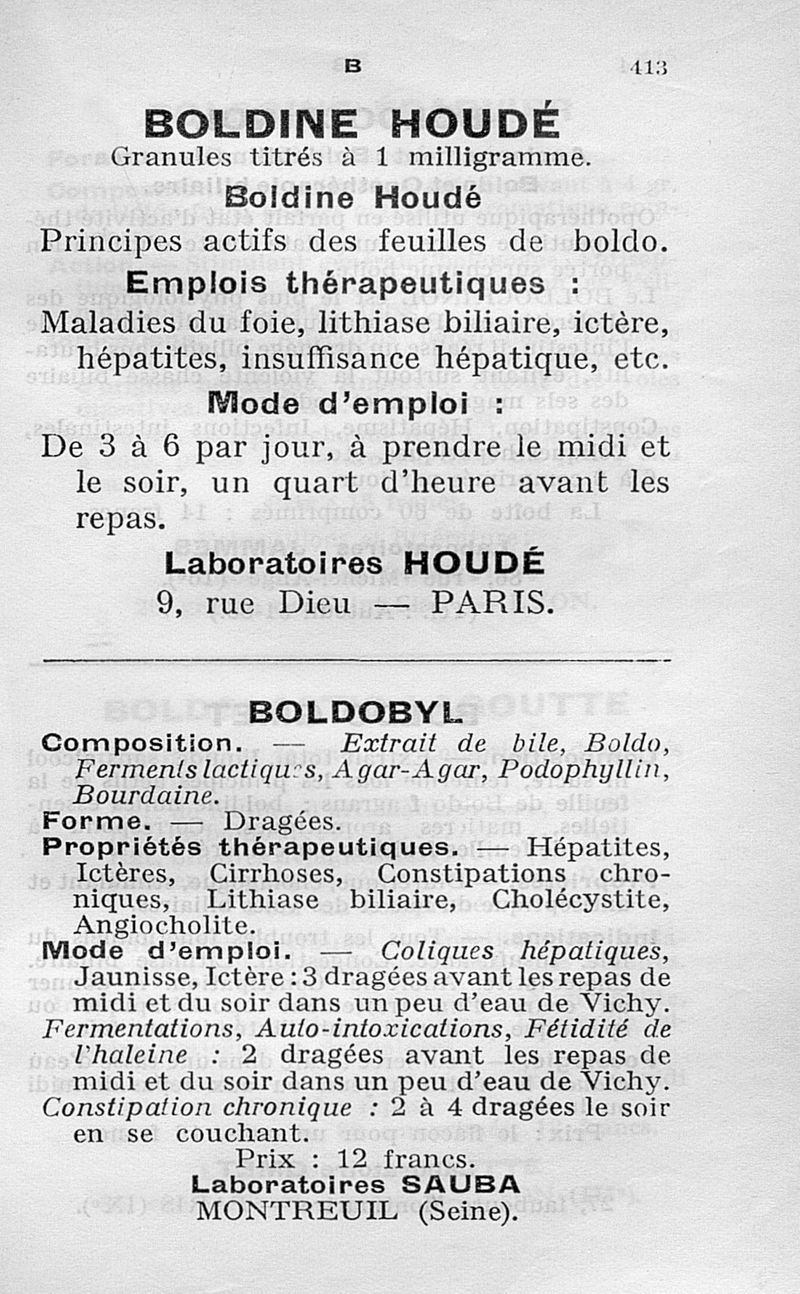 B 413
BOLDINE HOUDÉ
Granules titrés à 1 milligramme.
Boldine Houdé
Principes actifs des feuilles de boldo.
Emplois thérapeutiques :
Maladies du foie, lithiase biliaire, ictère,
hépatites, insuffisance hépatique, etc.
Mode d'emploi :
De 3 à 6 par jour, à prendre le midi et
le soir, un quart d'heure avant les
repas.
Laboratoires HOUDÉ
9, rue Dieu — PARIS.
BOLDOBYL
Composition. — Extrait de bile, Boldo,
Ferments lactiques, Agar-Agar, Podophyllin,
Bourdaine.
Forme. — Dragées.
Propriétés thérapeutiques. — Hépatites,
Ictères, Cirrhoses, Constipations chro-
niques, Lithiase biliaire, Cholécystite,
Angiocholite.
Mode d'emploi. — Coliques hépatiques,
Jaunisse, Ictère : 3 dragées avant les repas de
midi et du soir dans un peu d'eau de Vichy.
Fermentations, Auto-intoxications, Fétidité de
l'haleine : 2 dragées avant les repas de
midi et du soir dans un peu d'eau de Vichy.
Constipation chronique : 2 à 4 dragées le soir
en se couchant.
Prix : 12 francs.
Laboratoires SAUBA
MONTREUIL (Seine).